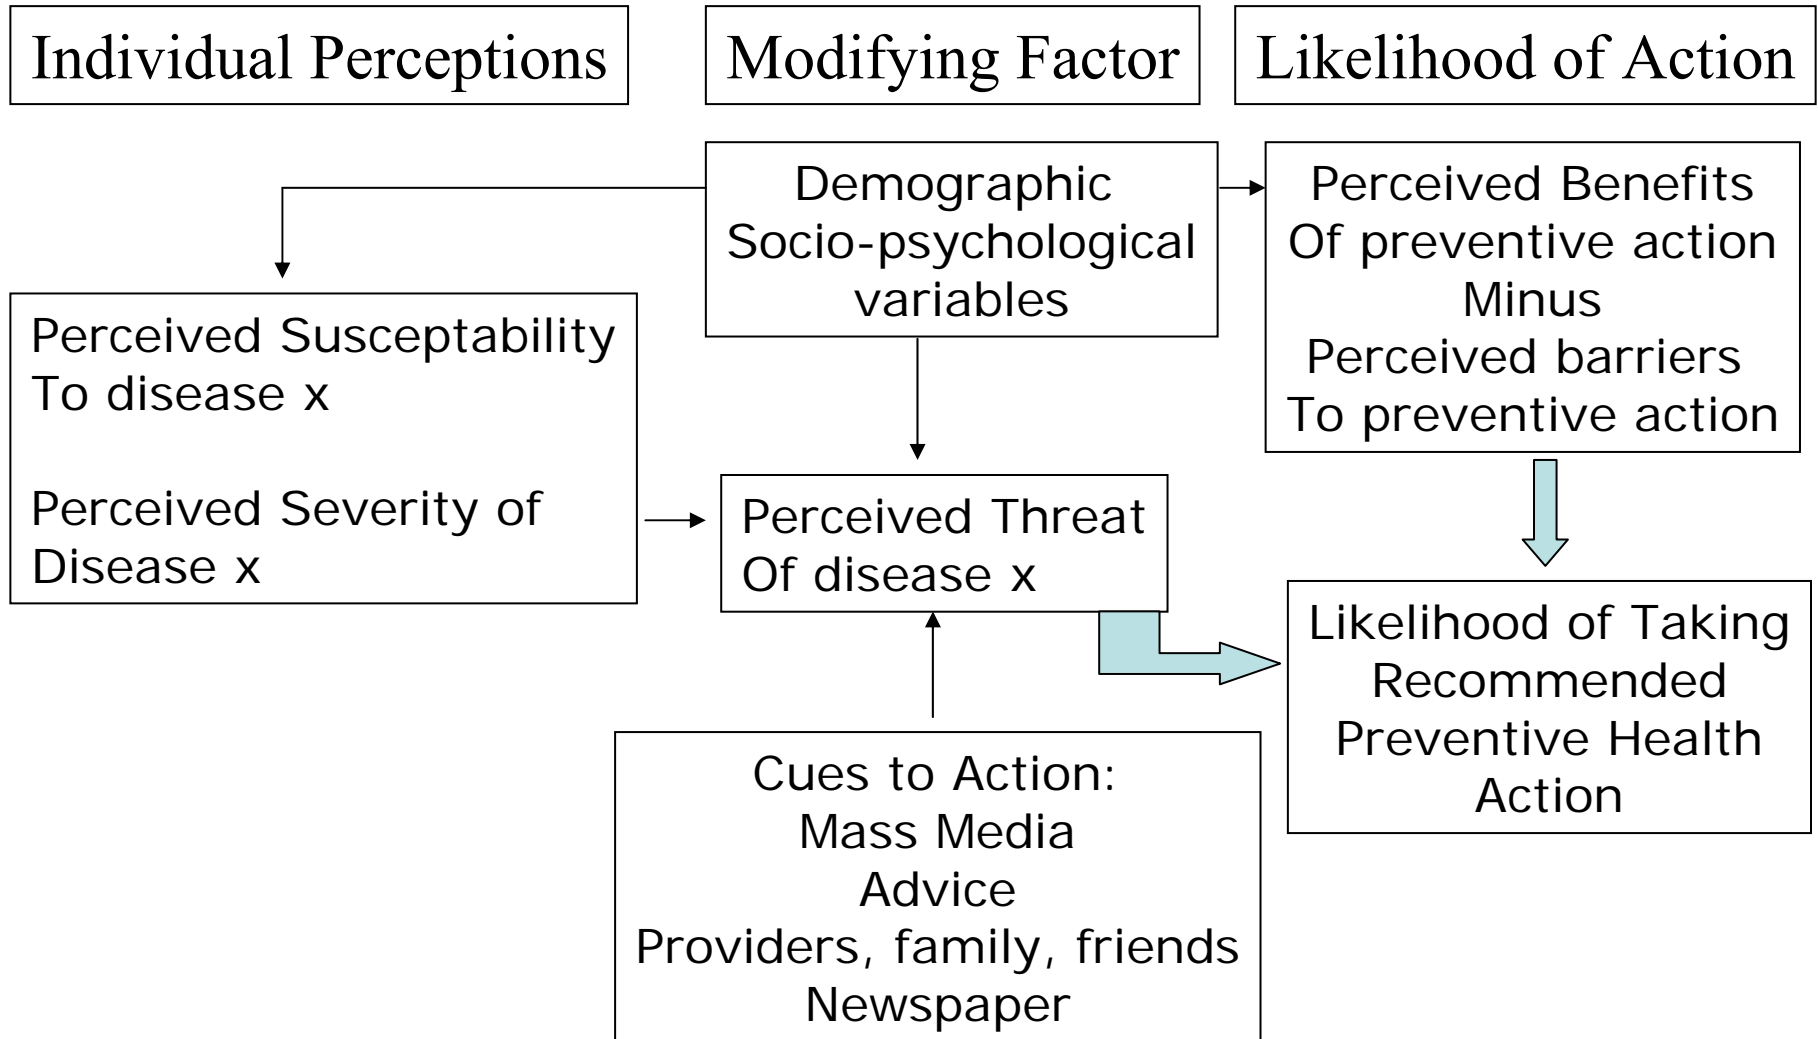 Individual Perceptions
Modifying Factor
Likelihood of Action
Demographic
Socio-psychological
variables
Perceived Benefits
Of preventive action
Minus
Perceived barriers
To preventive action
Perceived Susceptability
To disease x
Perceived Severity of
Disease x
Perceived Threat
Of disease x
Likelihood of Taking
Recommended
Preventive Health
Action
Cues to Action:
Mass Media
Advice
Providers, family, friends
Newspaper